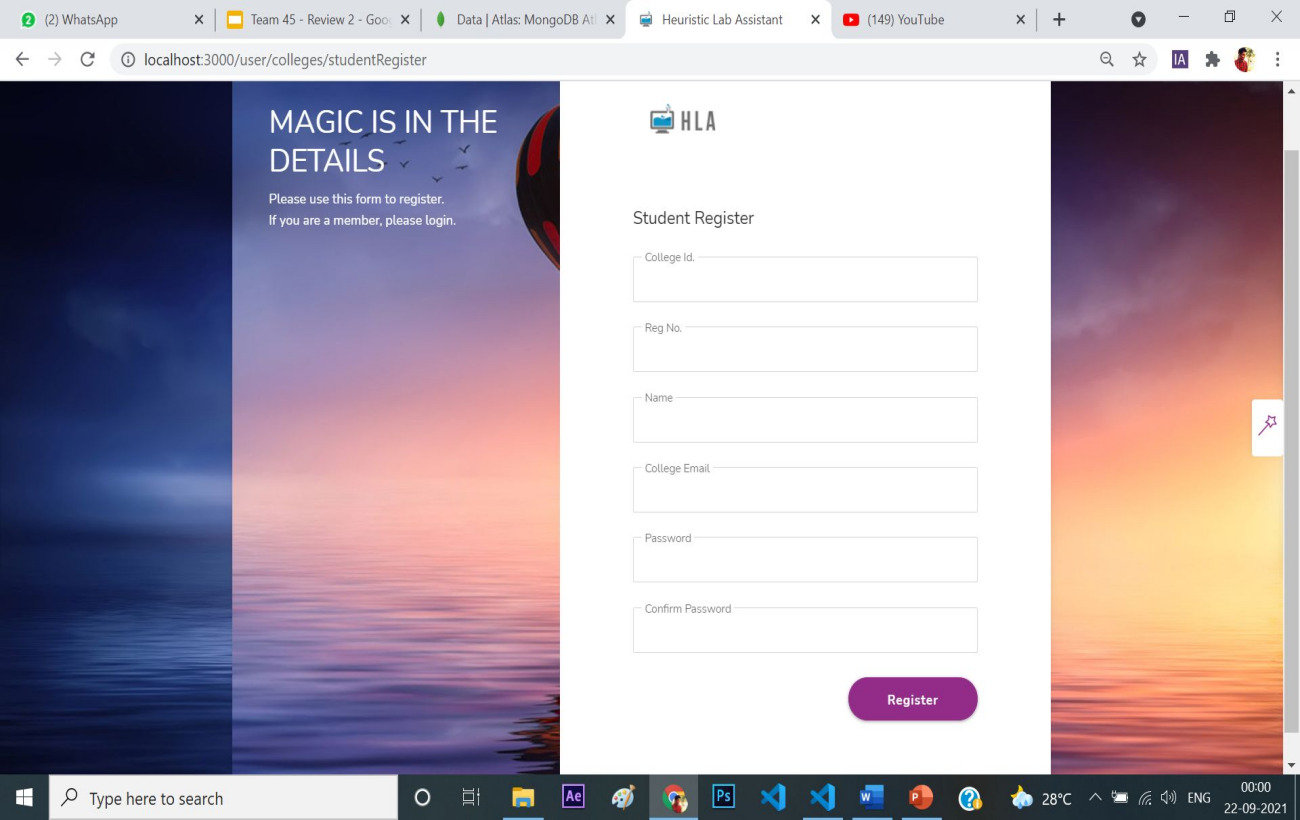 2 (2) WhatsApp
Team 45 - Review 2 - Goo
Data | Atlas: MongoDB Atl
Heuristic Lab Assistant
(149) YouTube
localhost:3000/user/colleges/studentRegister
IA
MAGIC IS IN THE
DETAILS
Please use this form to register.
If you are a member, please login.
HLA
Student Register
College Id.
Reg No.
Name
College Email
Password
Confirm Password
Register
Type here to search
Ae
Ps
W
P
28°C
ENG
00:00
22-09-2021